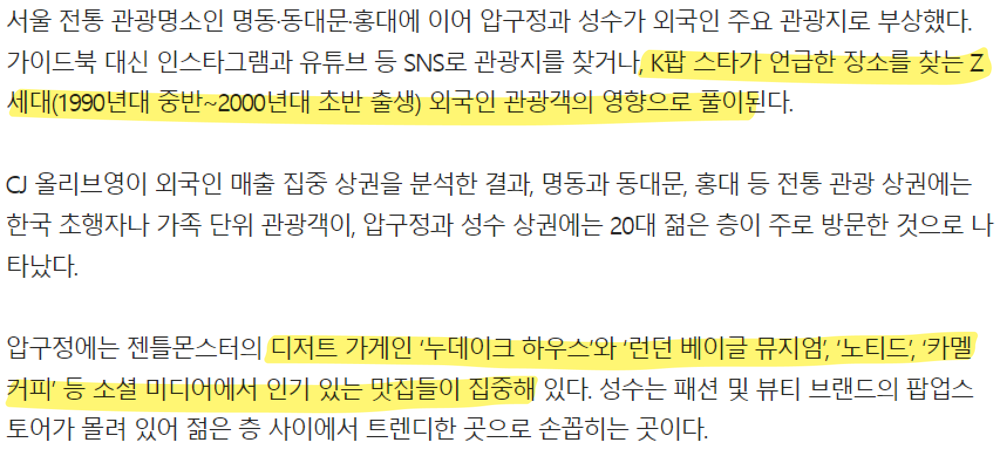 서울 전통 관광명소인 명동·동대문·홍대에 이어 압구정과 성수가 외국인 주요 관광지로 부상했다.
가이드북 대신 인스타그램과 유튜브 등 SNS로 관광지를 찾거나, K팝 스타가 언급한 장소를 찾는 Z
세대(1990년대 중반~2000년대 초반 출생) 외국인 관광객의 영향으로 풀이된다.
CJ 올리브영이 외국인 매출 집중 상권을 분석한 결과, 명동과 동대문, 홍대 등 전통 관광 상권에는
한국 초행자나 가족 단위 관광객이, 압구정과 성수 상권에는 20대 젊은 층이 주로 방문한 것으로 나
타났다.
압구정에는 젠틀몬스터의 디저트 가게인 ‘누데이크 하우스’와 ‘런던 베이글 뮤지엄’, ‘노티드’, ‘카멜
커피’ 등 소셜 미디어에서 인기 있는 맛집들이 집중해 있다. 성수는 패션 및 뷰티 브랜드의 팝업스
토어가 몰려 있어 젊은 층 사이에서 트렌디한 곳으로 손꼽히는 곳이다.